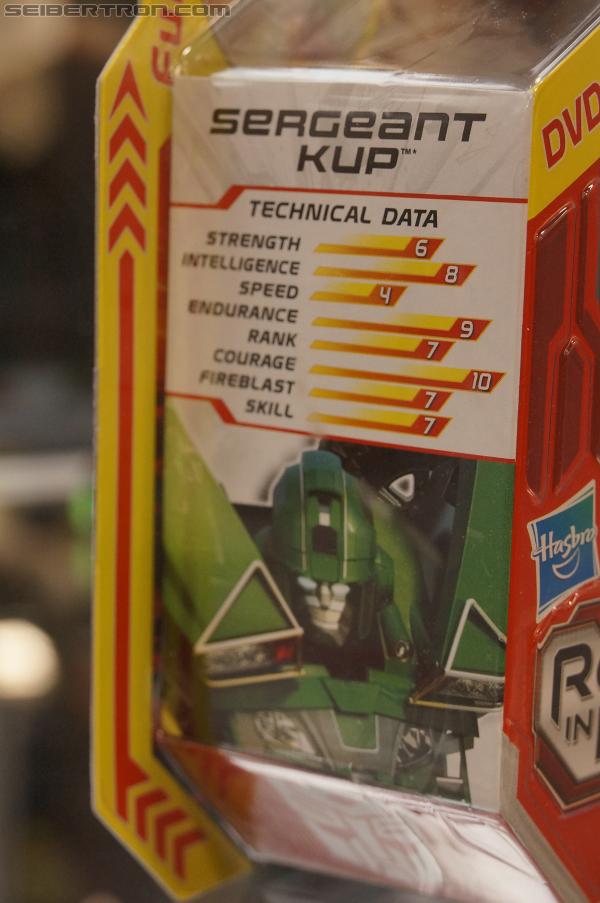 SEIBERTRON.COM
SERGEANT
KUP™*
DVD
TECHNICAL DATA
STRENGTH 6
INTELLIGENCE 8
SPEED 4
ENDURANCE 9
RANK 7
COURAGE 10
FIREBLAST 7
SKILL 7
Hasbro
IN